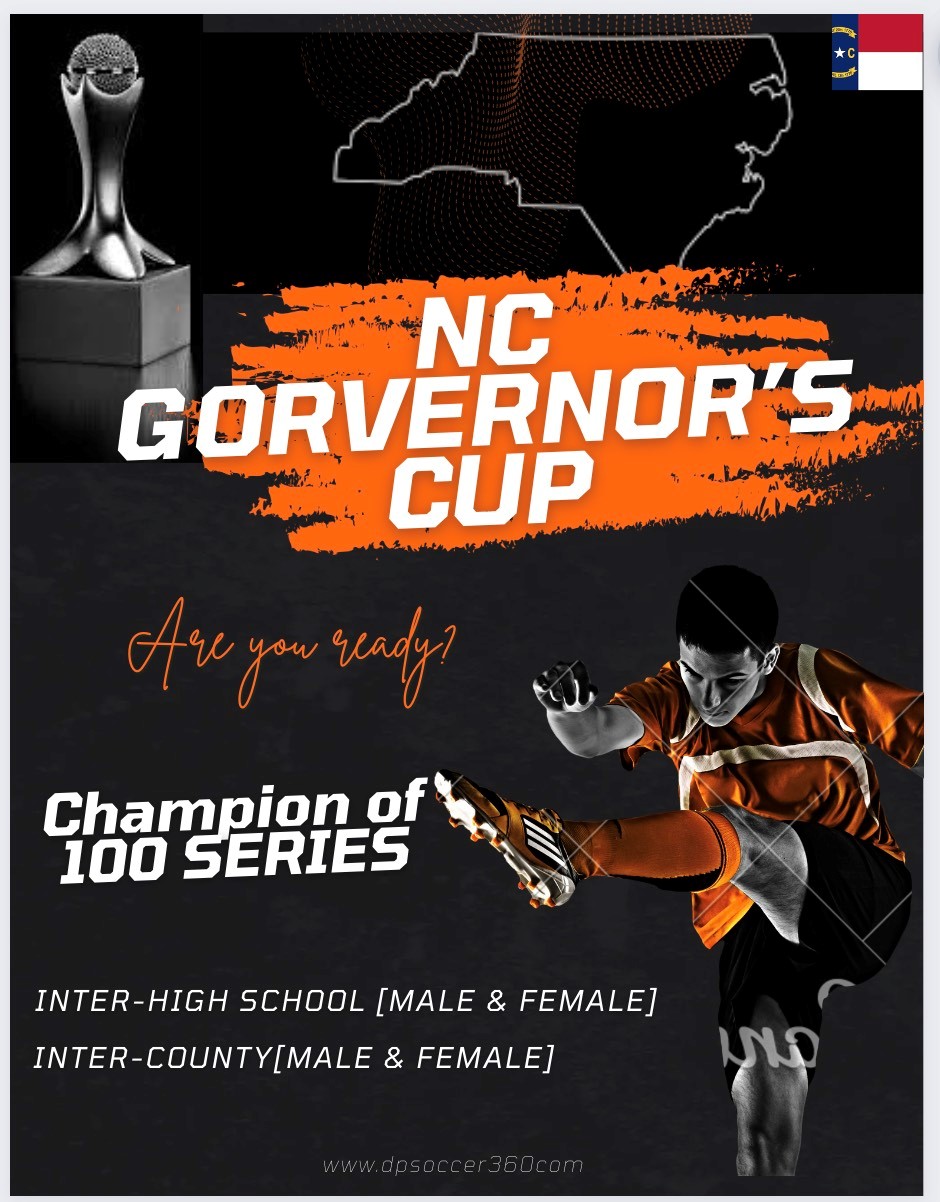 NC
GORVERNOR'S
CUP
Are you ready?
Champion of
100 SERIES
INTER-HIGH SCHOOL [MALE & FEMALE]
INTER-COUNTY[MALE & FEMALE]
www.dpsoccer360com